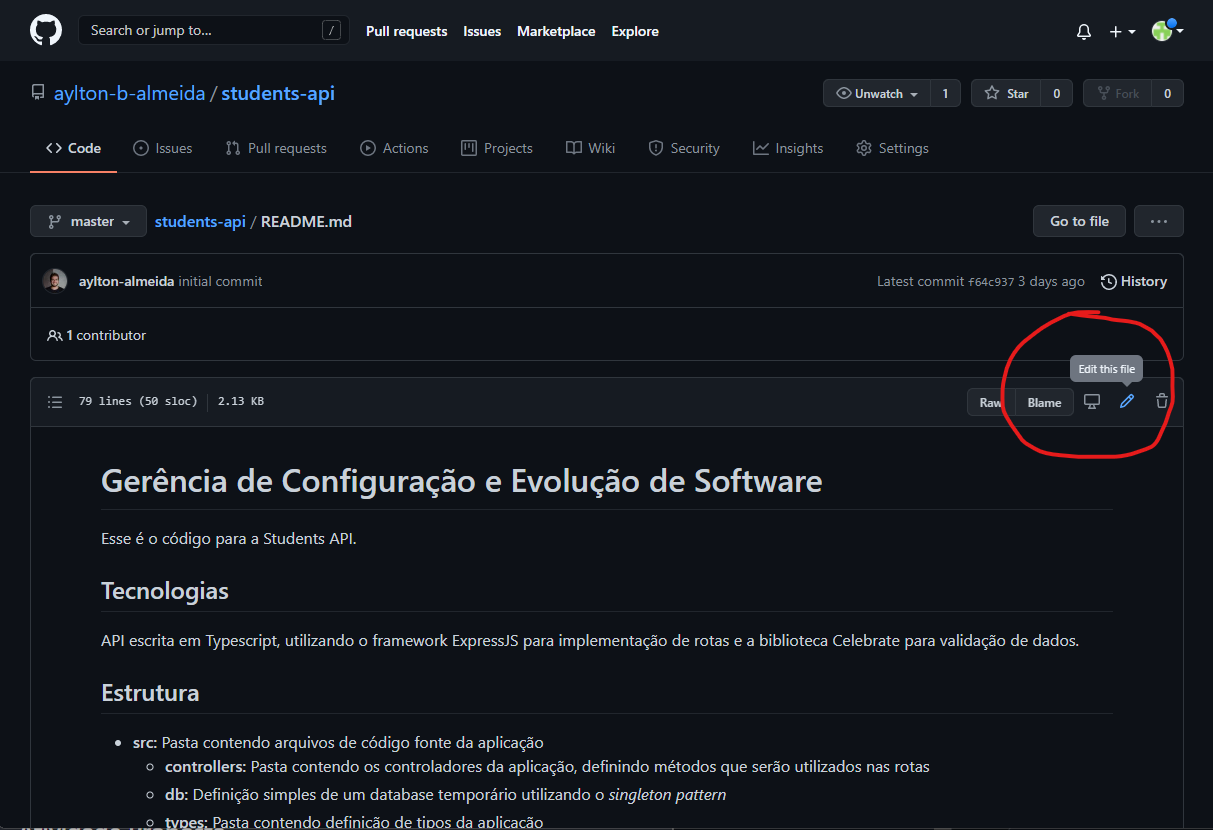 Search or jump to... / Pull requests Issues Marketplace Explore
aylton-b-almeida / students-api Unwatch 1 Star 0 Fork 0
Code Issues Pull requests Actions Projects Wiki Security Insights Settings
master students-api / README.md Go to file ...
aylton-almeida initial commit Latest commit f64c937 3 days ago History
1 contributor
Edit this file
79 lines (50 sloc) 2.13 KB Raw Blame
Gerência de Configuração e Evolução de Software
Esse é o código para a Students API.
Tecnologias
API escrita em Typescript, utilizando o framework ExpressJS para implementação de rotas e a biblioteca Celebrate para validação de dados.
Estrutura
src: Pasta contendo arquivos de código fonte da aplicação
controllers: Pasta contendo os controladores da aplicação, definindo métodos que serão utilizados nas rotas
db: Definição simples de um database temporário utilizando o singleton pattern
types: Pasta contendo definição de tipos da aplicação